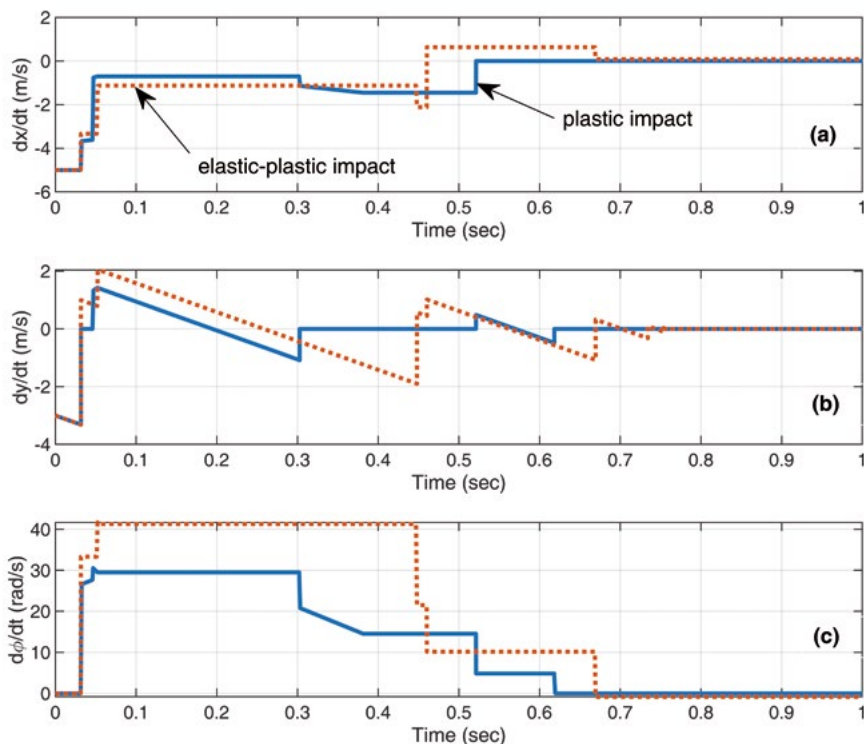 2
0
-2
-4
-6
dx/dt (m/s)
plastic impact
elastic-plastic impact
(a)
0 0.1 0.2 0.3 0.4 0.5 0.6 0.7 0.8 0.9 1
Time (sec)
2
0
-2
-4
dy/dt (m/s)
(b)
0 0.1 0.2 0.3 0.4 0.5 0.6 0.7 0.8 0.9 1
Time (sec)
40
30
20
10
0
dϕ/dt (rad/s)
(c)
0 0.1 0.2 0.3 0.4 0.5 0.6 0.7 0.8 0.9 1
Time (sec)